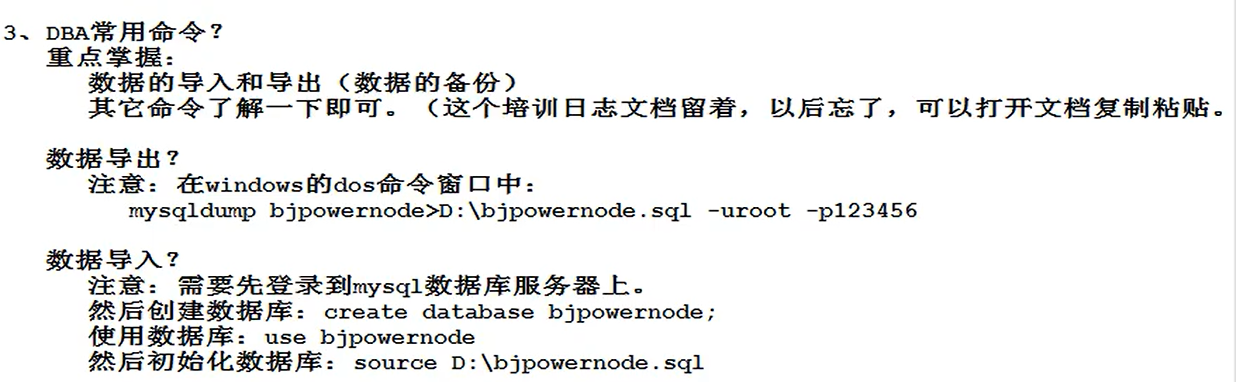 3、DBA常用命令?
重点掌握:
数据的导入和导出(数据的备份)
其它命令了解一下即可。(这个培训日志文档留着,以后忘了,可以打开文档复制粘贴。
数据导出?
注意:在windows的dos命令窗口中:
mysqldump bjpowernode>D:\bjpowernode.sql -uroot -p123456
数据导入?
注意:需要先登录到mysql数据库服务器上。
然后创建数据库:create database bjpowernode;
使用数据库:use bjpowernode
然后初始化数据库:source D:\bjpowernode.sql